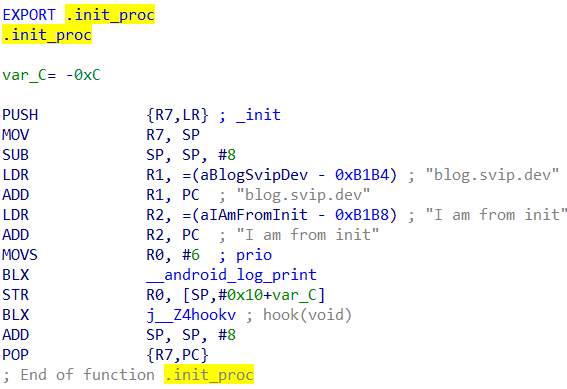 EXPORT .init_proc
.init_proc
var_C= -0xC
PUSH {R7,LR} ; _init
MOV R7, SP
SUB SP, SP, #8
LDR R1, =(aBlogSvipDev - 0xB1B4) ; "blog.svip.dev"
ADD R1, PC ; "blog.svip.dev"
LDR R2, =(aIAmFromInit - 0xB1B8) ; "I am from init"
ADD R2, PC ; "I am from init"
MOVS R0, #6 ; prio
BLX __android_log_print
STR R0, [SP,#0x10+var_C]
BLX j__Z4hookv ; hook(void)
ADD SP, SP, #8
POP {R7,PC}
; End of function .init_proc